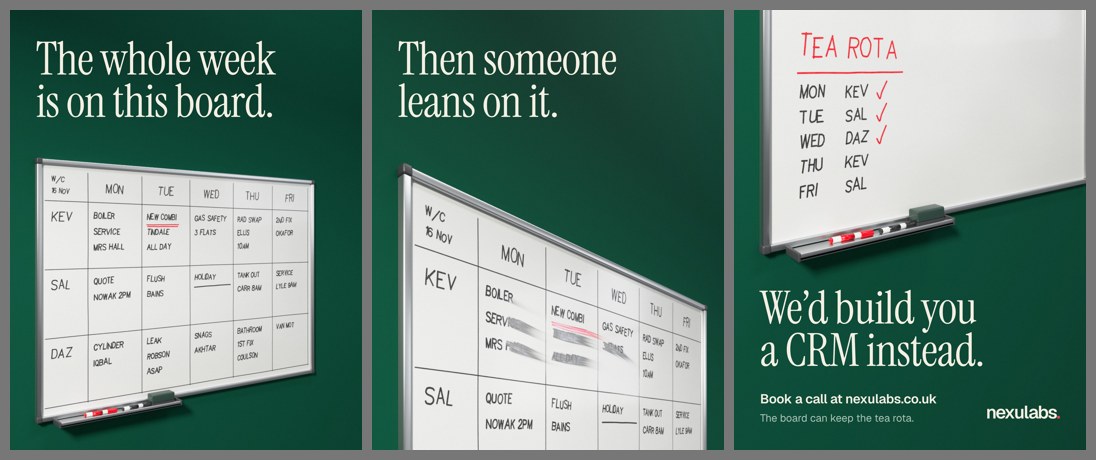 The whole week
is on this board.
W/C
15 NOV
MON
TUE
WED
THU
FRI
KEV
BOILER
SERVICE
MRS HALL
NEW COMBI
TINDALE
ALL DAY
GAS SAFETY
3 FLATS
RAD SWAP
ELLIS
10AM
2ND FIX
OKAFOR
SAL
QUOTE
NOWAK 2PM
FLUSH
BAINS
HOLIDAY
TANK OUT
CARR 8AM
SERVICE
LYLE 9AM
DAZ
CYLINDER
IQBAL
LEAK
ROBSON
ASAP
SNAGS
AKHTAR
BATHROOM
1ST FIX
COULSON
VAN MOT
Then someone
leans on it.
W/C
15 NOV
MON
TUE
WED
THU
FRI
KEV
BOILER
SERV
MRS
NEW COMBI
GAS SAFETY
RAD SWAP
ELLIS
10AM
2ND FIX
OKAFOR
SAL
QUOTE
NOWAK 2PM
FLUSH
BAINS
HOLIDAY
TANK OUT
CARR 8AM
SERVICE
LYLE 9AM
TEA ROTA
MON KEV ✓
TUE SAL ✓
WED DAZ ✓
THU KEV
FRI SAL
We'd build you
a CRM instead.
Book a call at nexulabs.co.uk
The board can keep the tea rota.
nexulabs.